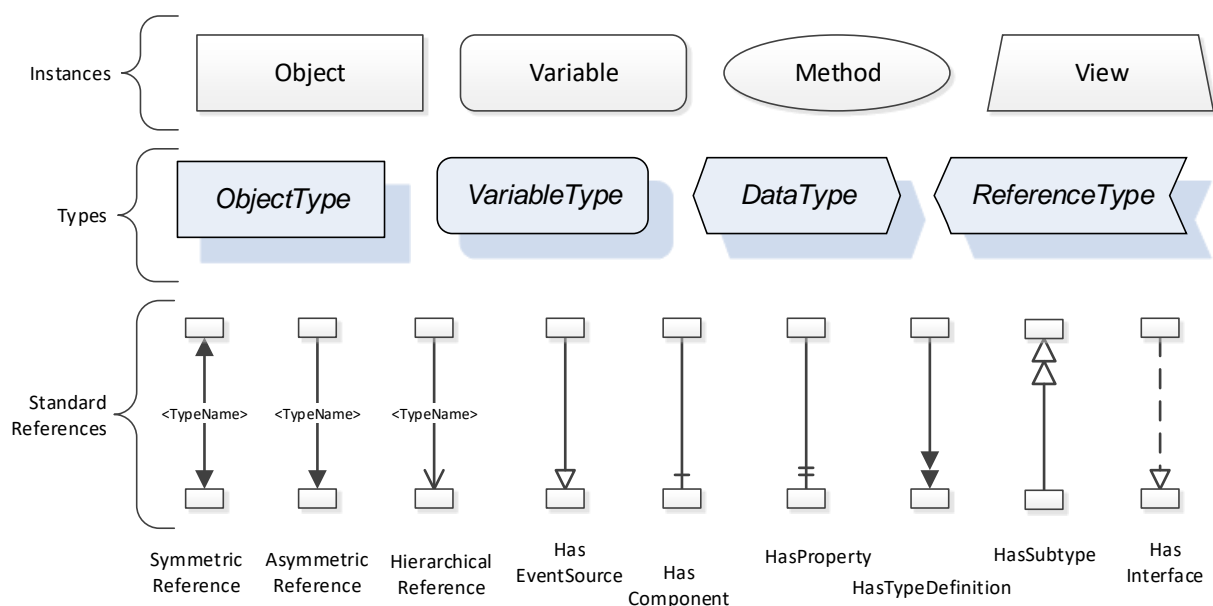 Instances
Object
Variable
Method
View
Types
ObjectType
VariableType
DataType
ReferenceType
Standard
References
<TypeName>
<TypeName>
<TypeName>
Symmetric
Reference
Asymmetric
Reference
Hierarchical
Reference
Has
EventSource
Has
Component
HasProperty
HasTypeDefinition
HasSubtype
Has
Interface